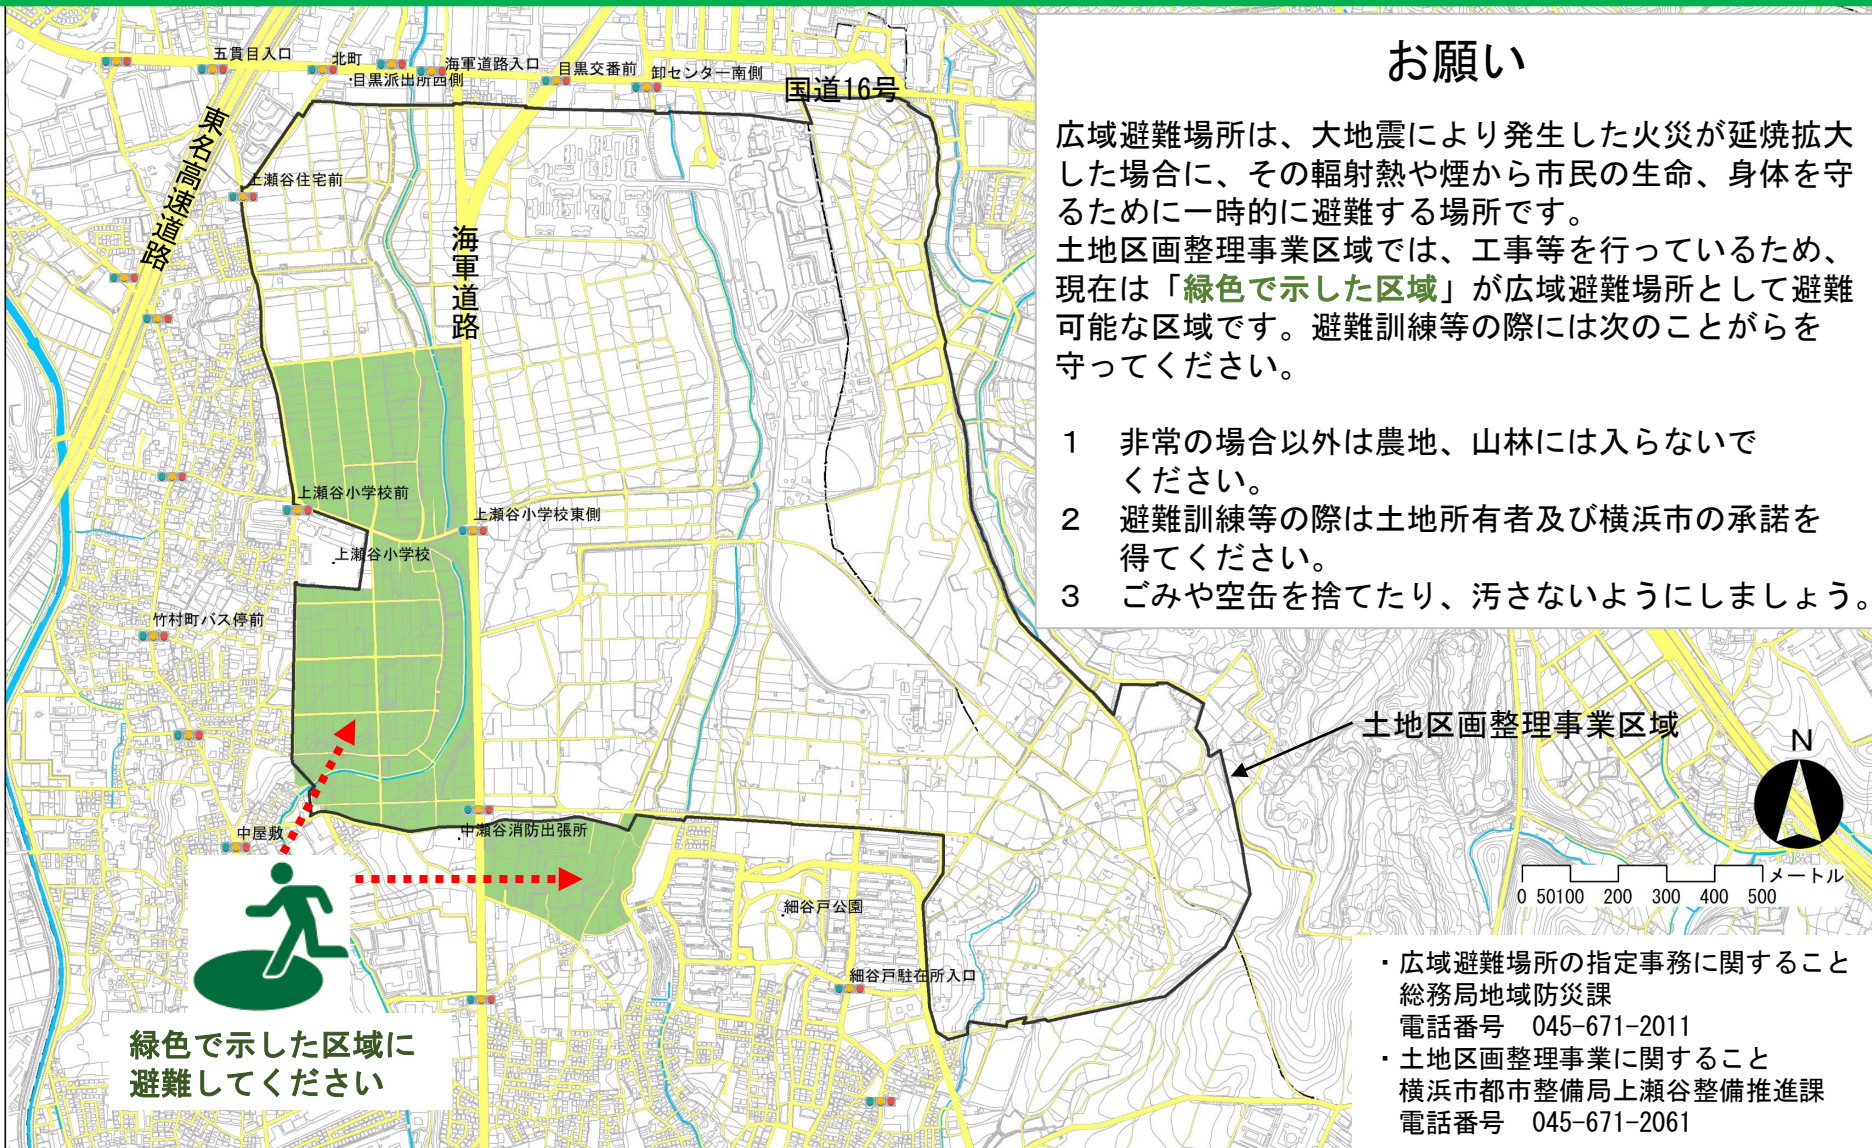 五貫目入口
北町
・目黒派出所西側
海軍道路入口
目黒交番前
卸センター南側
国道16号
東名高速道路
上瀬谷住宅前
海軍道路
上瀬谷小学校前
上瀬谷小学校東側
上瀬谷小学校
竹村町バス停前
中屋敷
中瀬谷消防出張所
細谷戸公園
細谷戸駐在所入口
緑色で示した区域に
避難してください
お願い
広域避難場所は、大地震により発生した火災が延焼拡大
した場合に、その輻射熱や煙から市民の生命、身体を守
るために一時的に避難する場所です。
土地区画整理事業区域では、工事等を行っているため、
現在は「緑色で示した区域」が広域避難場所として避難
可能な区域です。避難訓練等の際には次のことがらを
守ってください。
1　非常の場合以外は農地、山林には入らないで
ください。
2　避難訓練等の際は土地所有者及び横浜市の承諾を
得てください。
3　ごみや空缶を捨てたり、汚さないようにしましょう。
土地区画整理事業区域
N
メートル
0 50100 200 300 400 500
・広域避難場所の指定事務に関すること
総務局地域防災課
電話番号　045-671-2011
・土地区画整理事業に関すること
横浜市都市整備局上瀬谷整備推進課
電話番号　045-671-2061